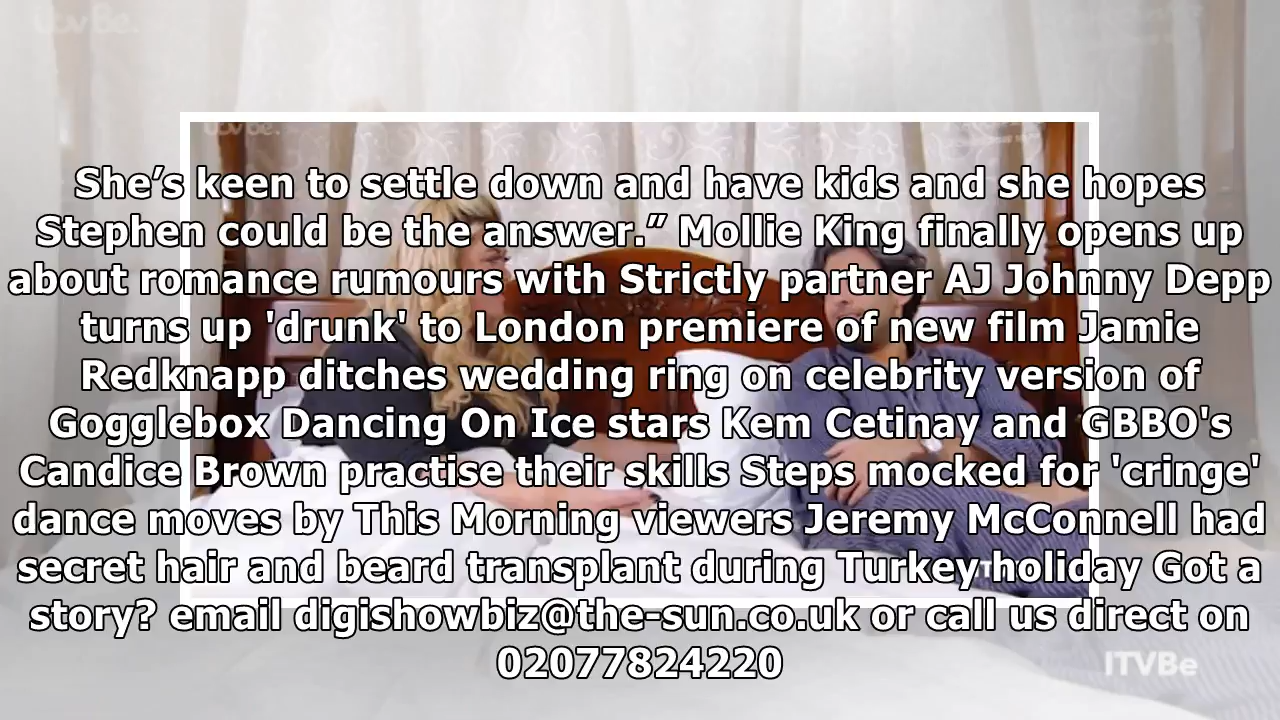 itvBe.
itvBe.
She’s keen to settle down and have kids and she hopes
Stephen could be the answer.” Mollie King finally opens up
about romance rumours with Strictly partner AJ Johnny Depp
turns up 'drunk' to London premiere of new film Jamie
Redknapp ditches wedding ring on celebrity version of
Gogglebox Dancing On Ice stars Kem Cetinay and GBBO's
Candice Brown practise their skills Steps mocked for 'cringe'
dance moves by This Morning viewers Jeremy McConnell had
secret hair and beard transplant during Turkey holiday Got a
story? email digishowbiz@the-sun.co.uk or call us direct on
02077824220
ITVBe